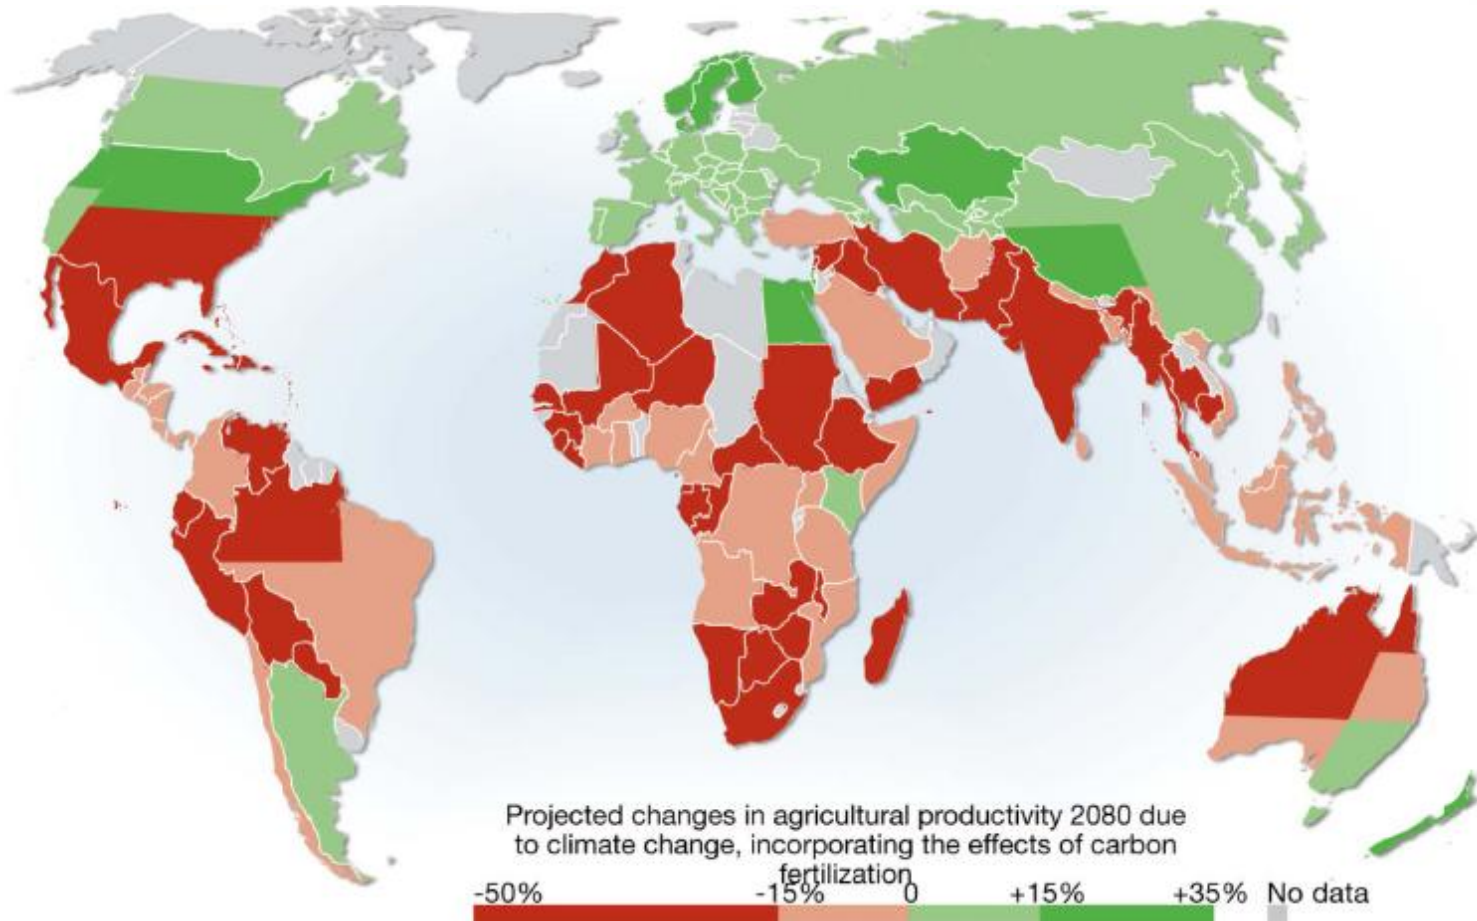 Projected changes in agricultural productivity 2080 due
to climate change, incorporating the effects of carbon
fertilization
-50% -15% 0 +15% +35% No data